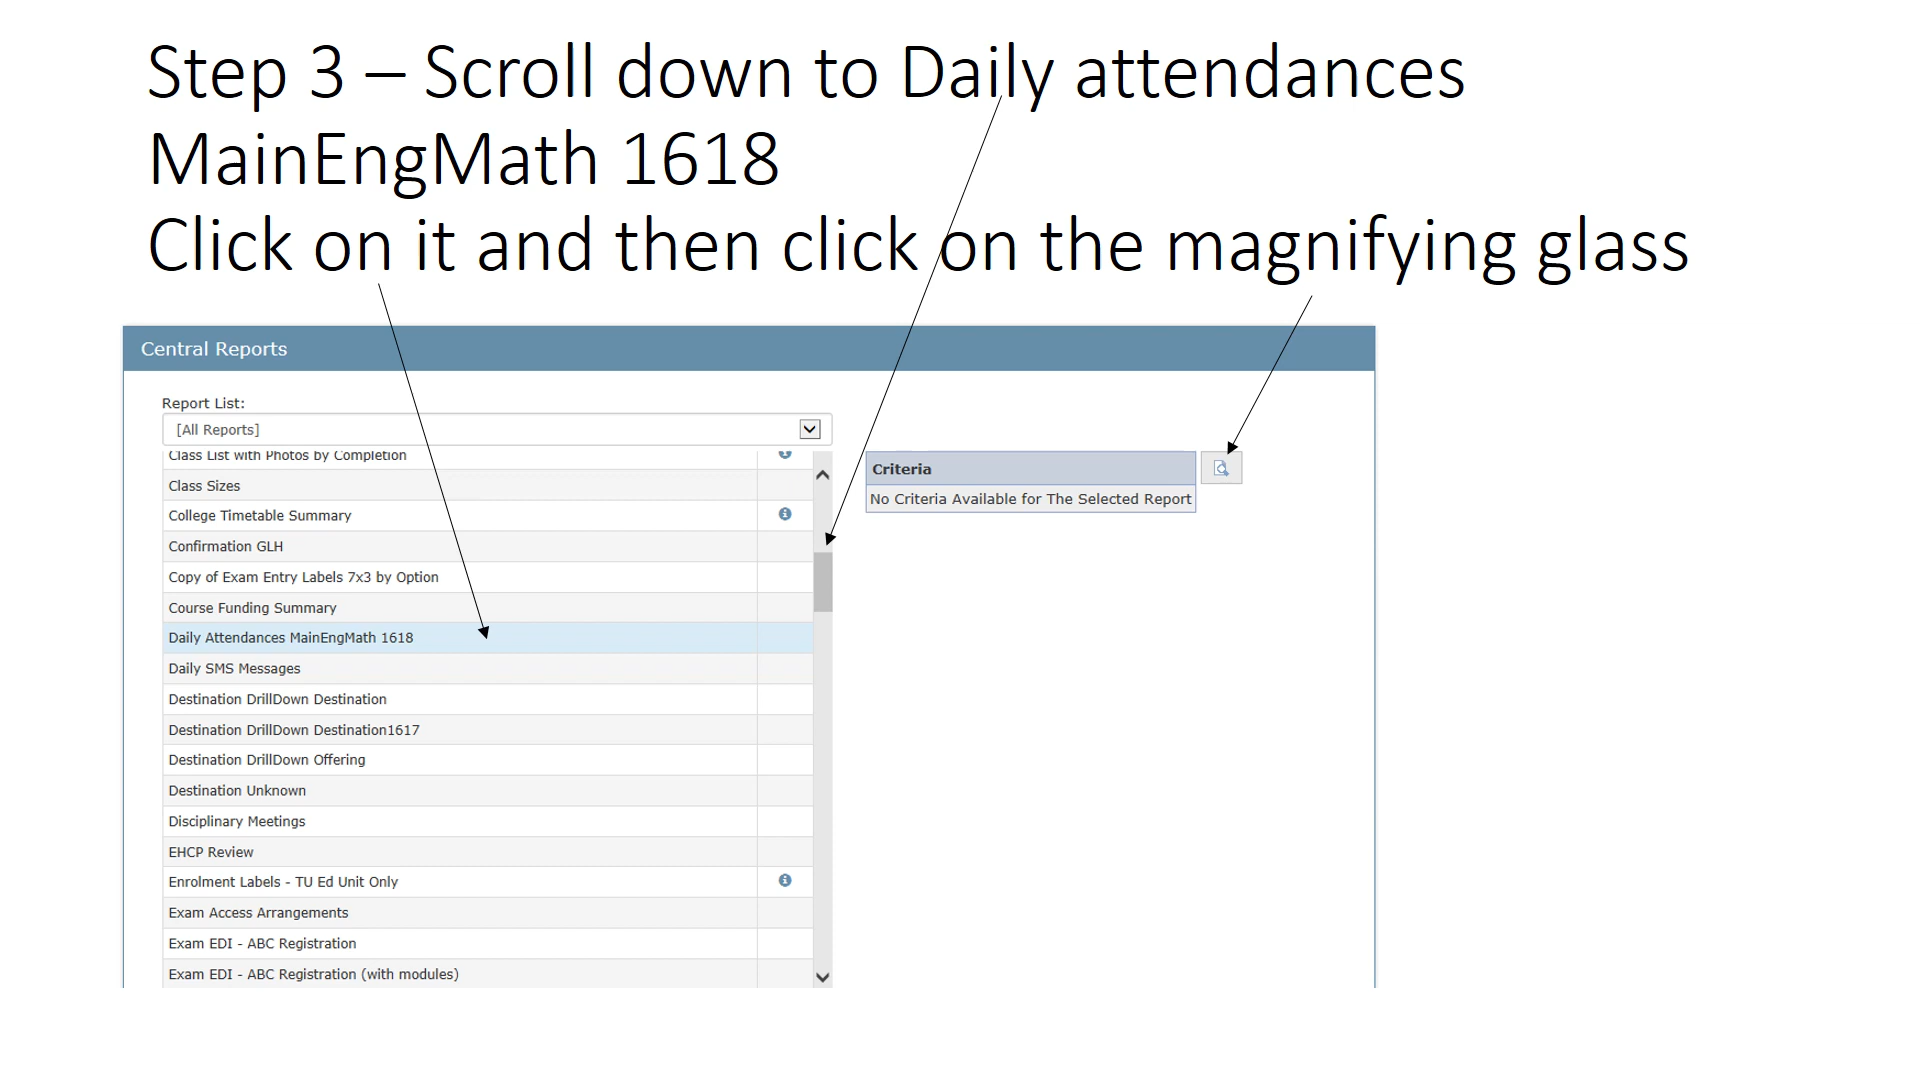 Step 3 – Scroll down to Daily attendances
MainEngMath 1618
Click on it and then click on the magnifying glass
Central Reports
Report List:
[All Reports]
Class List with Photos by Completion
Class Sizes
College Timetable Summary
Confirmation GLH
Copy of Exam Entry Labels 7x3 by Option
Course Funding Summary
Daily Attendances MainEngMath 1618
Daily SMS Messages
Destination DrillDown Destination
Destination DrillDown Destination1617
Destination DrillDown Offering
Destination Unknown
Disciplinary Meetings
EHCP Review
Enrolment Labels - TU Ed Unit Only
Exam Access Arrangements
Exam EDI - ABC Registration
Exam EDI - ABC Registration (with modules)
Criteria
No Criteria Available for The Selected Report